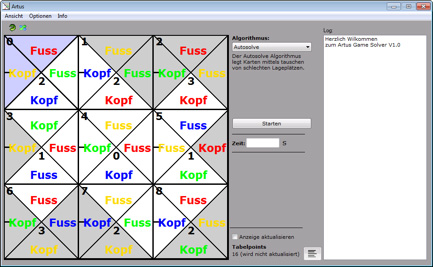 Artus
Ansicht Optionen Info
0 Fuss 1 Fuss 2 Fuss
Kopf Fuss Kopf Fuss Kopf Fuss
2 2 3
Kopf Kopf Kopf
3 Kopf 4 Fuss 5 Fuss
Kopf Fuss Kopf Fuss Fuss Kopf
1 0 1
Fuss Kopf Kopf
6 Fuss 7 Fuss 8 Fuss
Kopf Fuss Kopf Fuss Kopf Fuss
3 2 2
Kopf Kopf Kopf
Algorithmus:
Autosolve
Der Autosolve Algorithmus
legt Karten mittels tauschen
von schlechten Lageplätzen.
Starten
Zeit: S
Anzeige aktualisieren
Tabelpoints
16 (wird nicht aktualisiert)
Log
Herzlich Wilkommen
zum Artus Game Solver V1.0